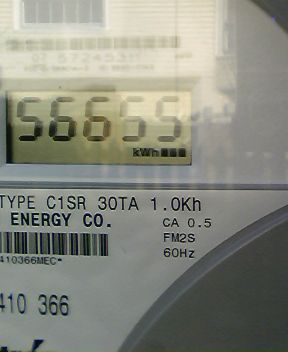 56655
kWh
TYPE C1SR 30TA 1.0Kh
ENERGY CO.
CA 0.5
FM2S
60Hz
410366MEC*
410 366